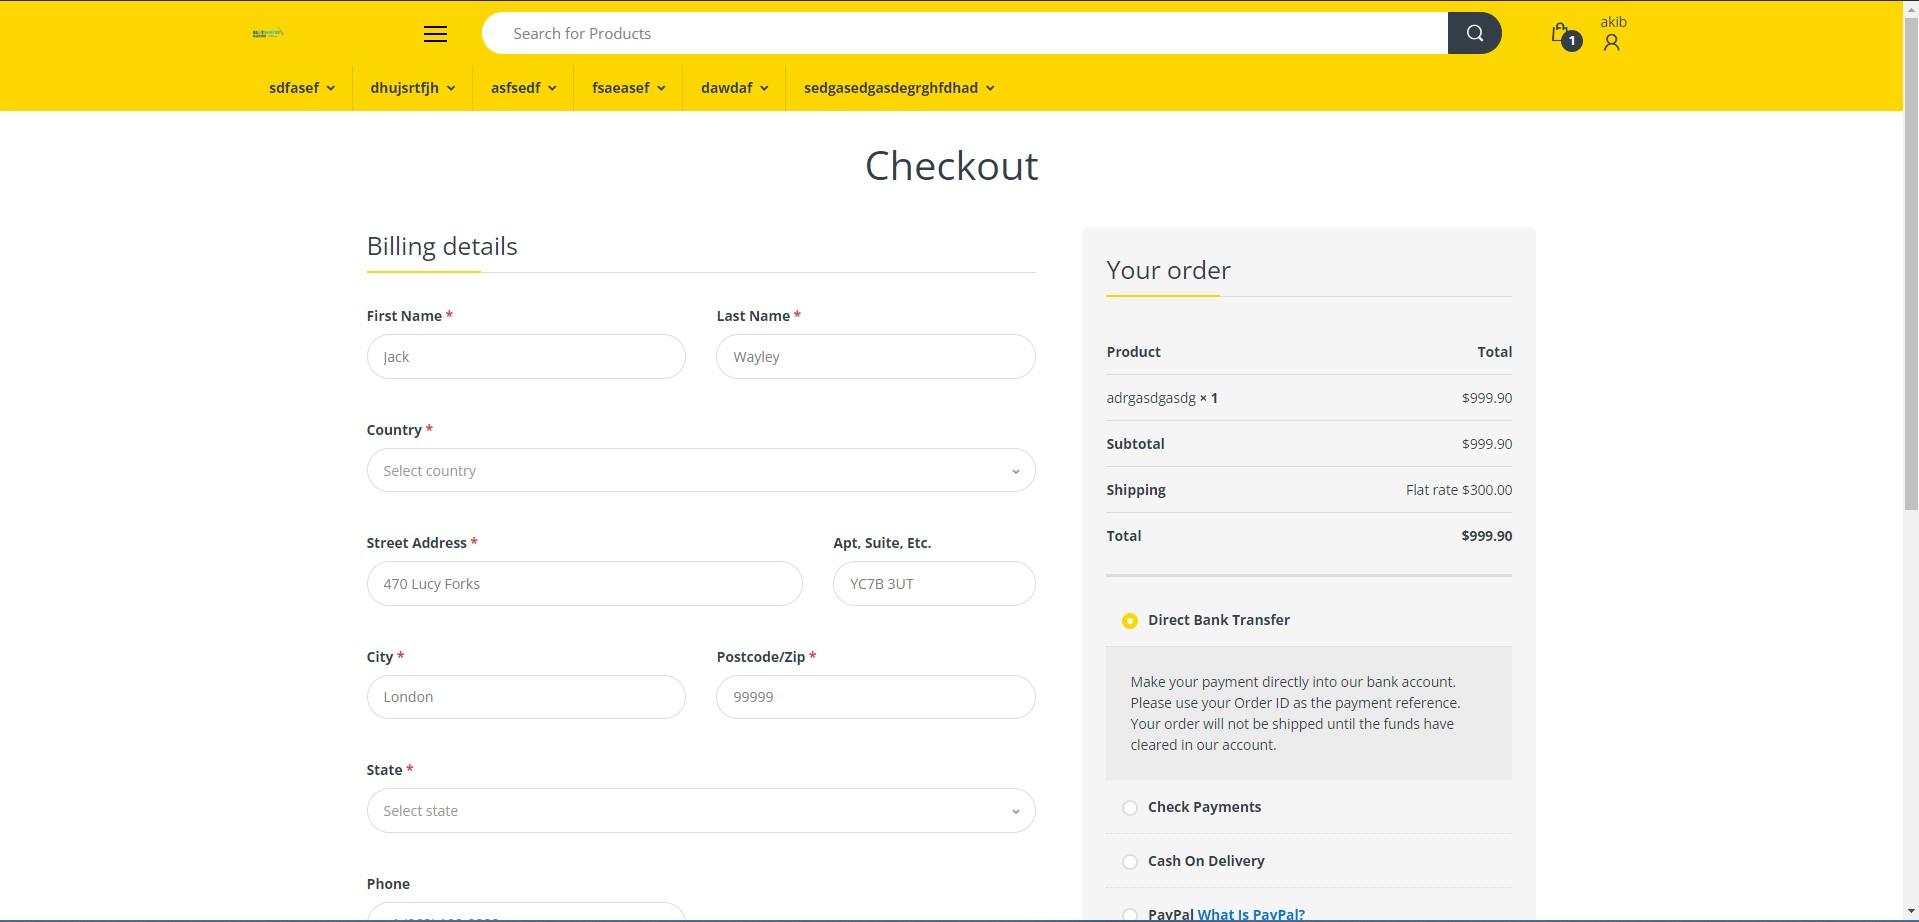 Search for Products
1
akib
sdfasef
dhujsrtfjh
asfsedf
fsaeasef
dawdaf
sedgasedgasdegrghfdhad
Checkout
Billing details
First Name *
Last Name *
Jack
Wayley
Country *
Select country
Street Address *
Apt, Suite, Etc.
470 Lucy Forks
YC7B 3UT
City *
Postcode/Zip *
London
99999
State *
Select state
Phone
Your order
Product Total
adrgasdgasdg × 1 $999.90
Subtotal $999.90
Shipping Flat rate $300.00
Total $999.90
Direct Bank Transfer
Make your payment directly into our bank account.
Please use your Order ID as the payment reference.
Your order will not be shipped until the funds have
cleared in our account.
Check Payments
Cash On Delivery
PayPal What Is PayPal?